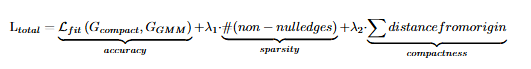 L_total = ℒ_fit (G_compact, G_GMM) + λ₁·#(non − nulledges) + λ₂·∑ distancefromorigin
accuracy sparsity compactness